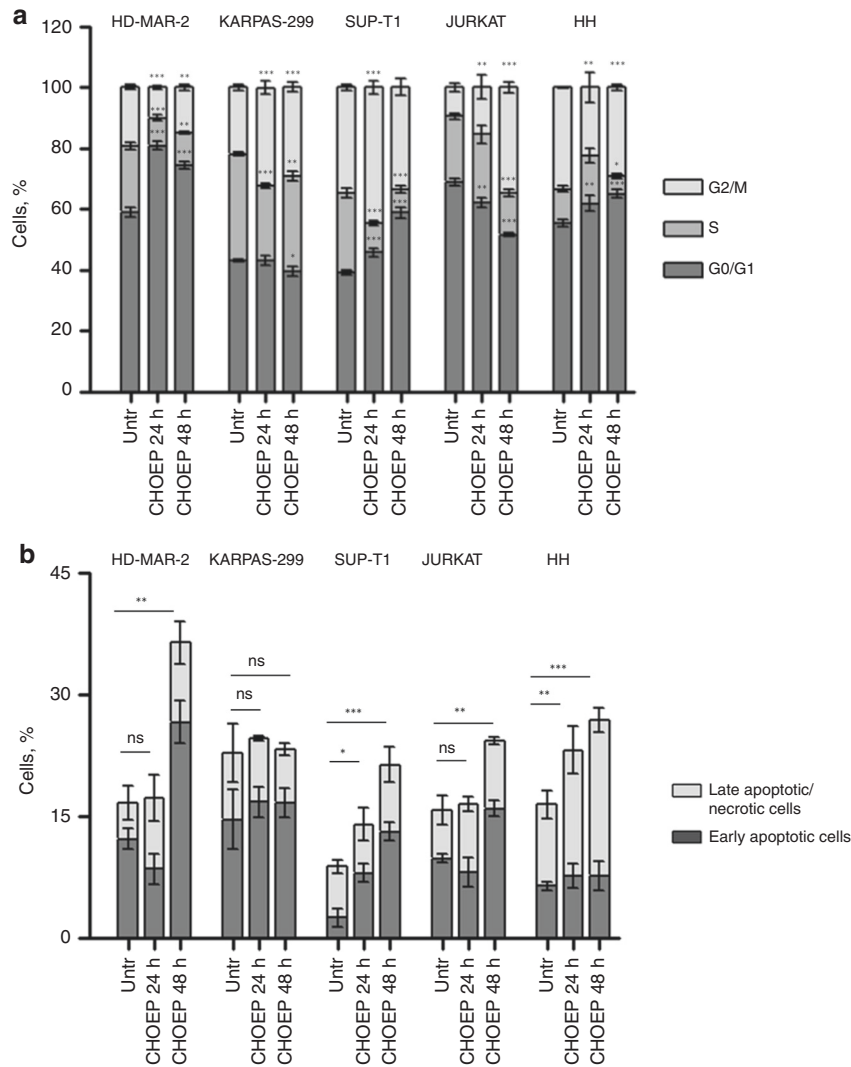 a
HD-MAR-2 KARPAS-299 SUP-T1 JURKAT HH
120
100
80
60
40
20
0
Cells, %
*** ** *** *** *** ** *** ** ***
*** ** *** ** *** *** *** *
*** *** * *** *** ** *** ** ***
G2/M
S
G0/G1
Untr
CHOEP 24 h
CHOEP 48 h
Untr
CHOEP 24 h
CHOEP 48 h
Untr
CHOEP 24 h
CHOEP 48 h
Untr
CHOEP 24 h
CHOEP 48 h
Untr
CHOEP 24 h
CHOEP 48 h
b
HD-MAR-2 KARPAS-299 SUP-T1 JURKAT HH
45
30
15
0
Cells, %
** ns *** ** ***
ns ns * ns **
Late apoptotic/
necrotic cells
Early apoptotic cells
Untr
CHOEP 24 h
CHOEP 48 h
Untr
CHOEP 24 h
CHOEP 48 h
Untr
CHOEP 24 h
CHOEP 48 h
Untr
CHOEP 24 h
CHOEP 48 h
Untr
CHOEP 24 h
CHOEP 48 h